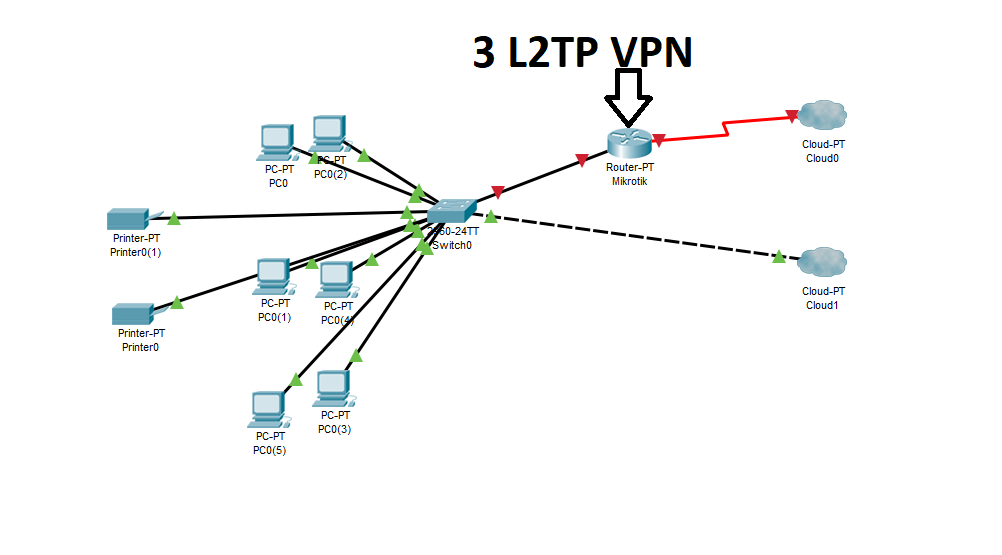 3 L2TP VPN
Cloud-PT
Cloud0
Router-PT
Mikrotik
PC-PT
PC0
PC-PT
PC0(2)
2960-24TT
Switch0
Printer-PT
Printer0(1)
Cloud-PT
Cloud1
PC-PT
PC0(1)
PC-PT
PC0(4)
Printer-PT
Printer0
PC-PT
PC0(3)
PC-PT
PC0(5)